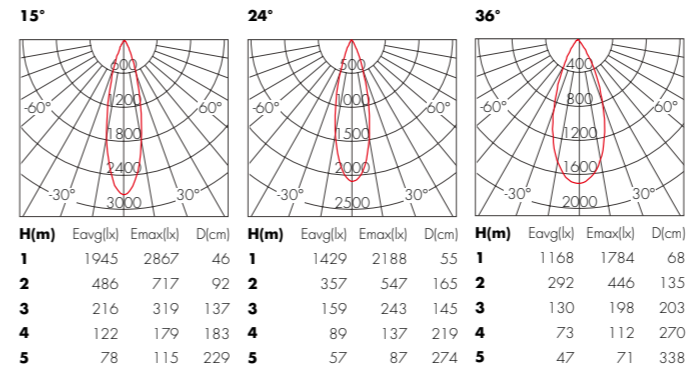 15° 24° 36°
600 500 400
-60° 200 60° -60° 1000 60° -60° 800 60°
1800 1500 1200
2400 2000 1600
-30° 30° -30° 30° -30° 30°
3000 2500 2000
H(m) Eavg(lx) Emax(lx) D(cm) H(m) Eavg(lx) Emax(lx) D(cm) H(m) Eavg(lx) Emax(lx) D(cm)
1 1945 2867 46 1 1429 2188 55 1 1168 1784 68
2 486 717 92 2 357 547 165 2 292 446 135
3 216 319 137 3 159 243 145 3 130 198 203
4 122 179 183 4 89 137 219 4 73 112 270
5 78 115 229 5 57 87 274 5 47 71 338